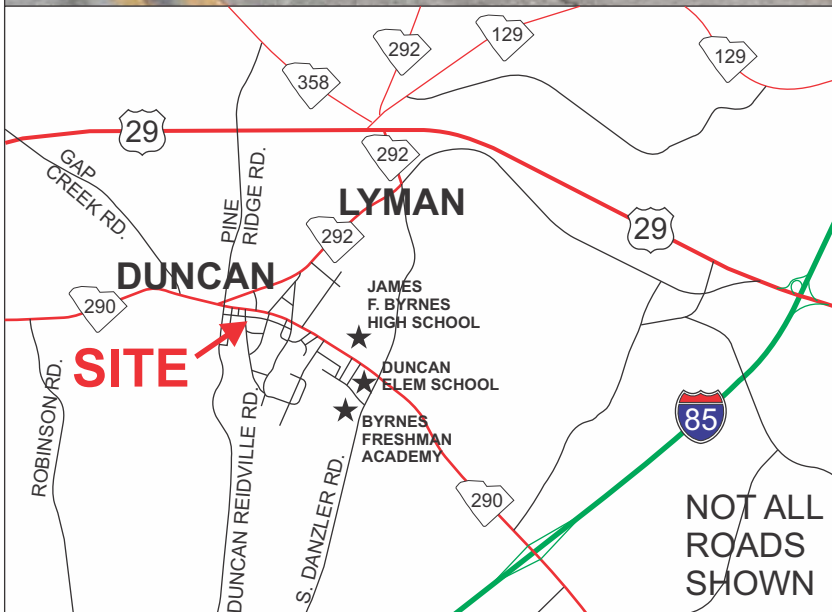 292
129
129
358
29
292
GAP
CREEK RD.
PINE
RIDGE RD.
LYMAN
292
29
DUNCAN
290
JAMES
F. BYRNES
HIGH SCHOOL
SITE
DUNCAN
ELEM SCHOOL
ROBINSON RD.
85
DUNCAN REIDVILLE RD.
BYRNES
FRESHMAN
ACADEMY
S. DANZLER RD.
290
NOT ALL
ROADS
SHOWN